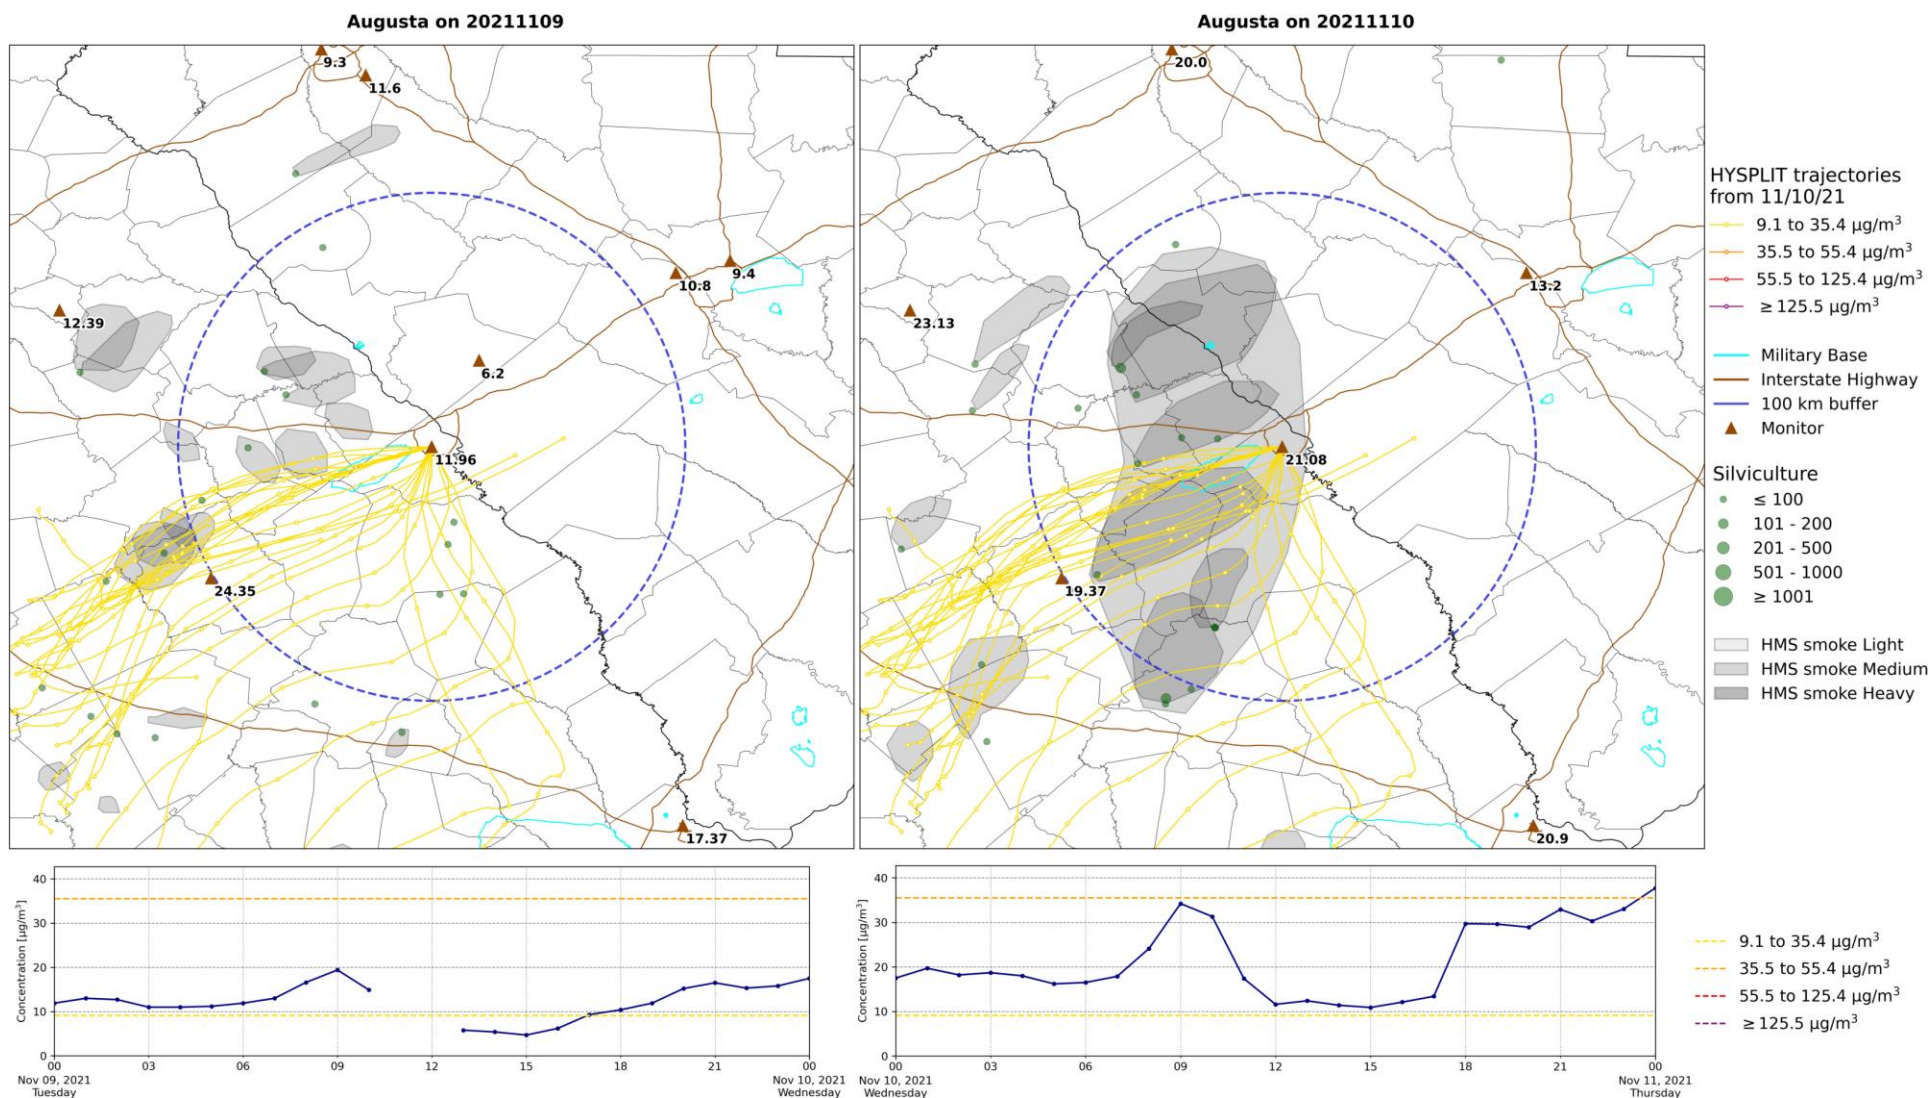 Augusta on 20211109
9.3
11.6
9.4
10.8
12.39
6.2
11.96
24.35
17.37
Augusta on 20211110
20.0
13.2
23.13
21.08
19.37
20.9
HYSPLIT trajectories
from 11/10/21
9.1 to 35.4 µg/m³
35.5 to 55.4 µg/m³
55.5 to 125.4 µg/m³
≥ 125.5 µg/m³
Military Base
Interstate Highway
100 km buffer
Monitor
Silviculture
≤ 100
101 - 200
201 - 500
501 - 1000
≥ 1001
HMS smoke Light
HMS smoke Medium
HMS smoke Heavy
Concentration [µg/m³]
40
30
20
10
0
00 03 06 09 12 15 18 21 00
Nov 09, 2021 Nov 10, 2021
Tuesday Wednesday
Concentration [µg/m³]
40
30
20
10
0
00 03 06 09 12 15 18 21 00
Nov 10, 2021 Nov 11, 2021
Wednesday Thursday
9.1 to 35.4 µg/m³
35.5 to 55.4 µg/m³
55.5 to 125.4 µg/m³
≥ 125.5 µg/m³